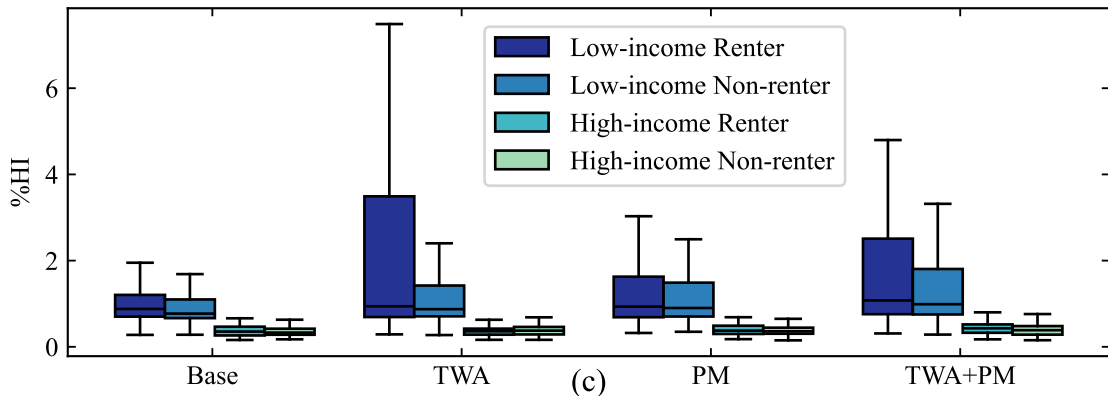 %HI
6
4
2
0
Low-income Renter
Low-income Non-renter
High-income Renter
High-income Non-renter
Base
TWA
PM
TWA+PM
(c)